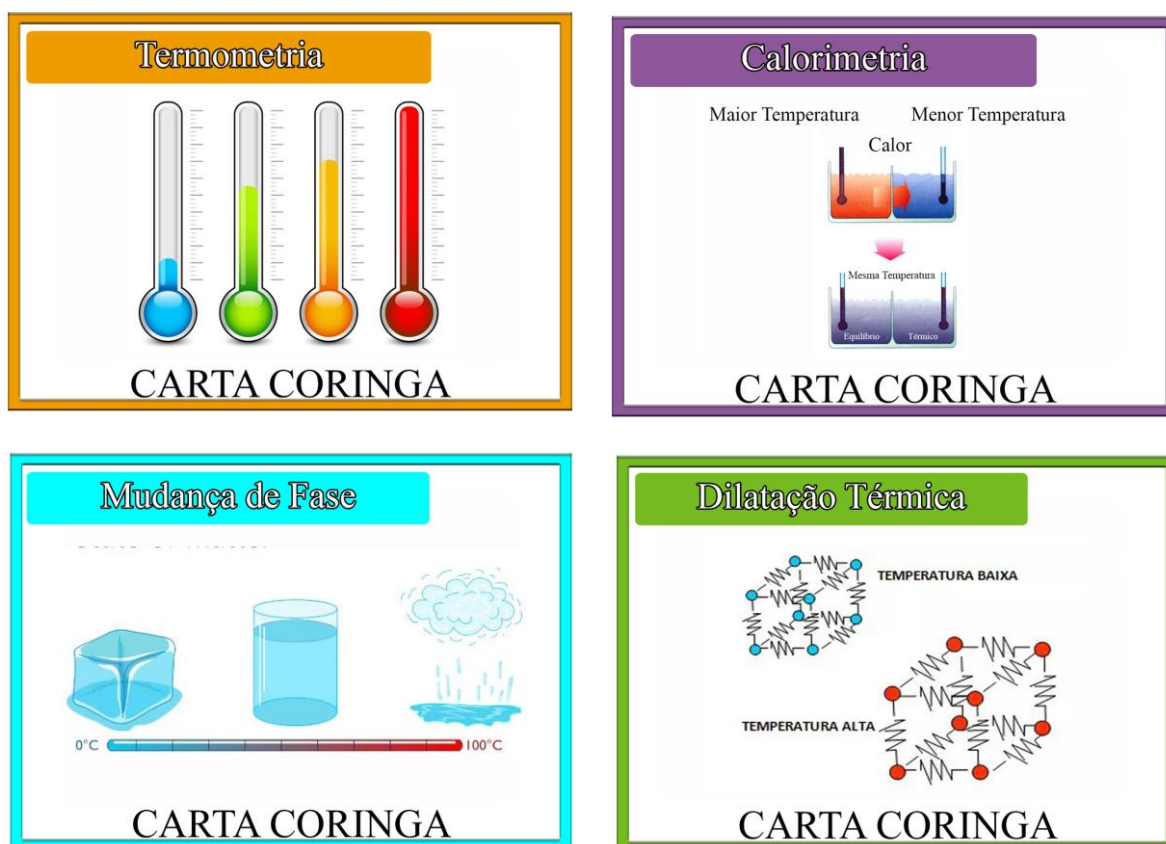 Termometria
CARTA CORINGA
Calorimetria
Maior Temperatura Menor Temperatura
Calor
Mesma Temperatura
Equilíbrio Térmico
CARTA CORINGA
Mudança de Fase
0°C 100°C
CARTA CORINGA
Dilatação Térmica
TEMPERATURA BAIXA
TEMPERATURA ALTA
CARTA CORINGA